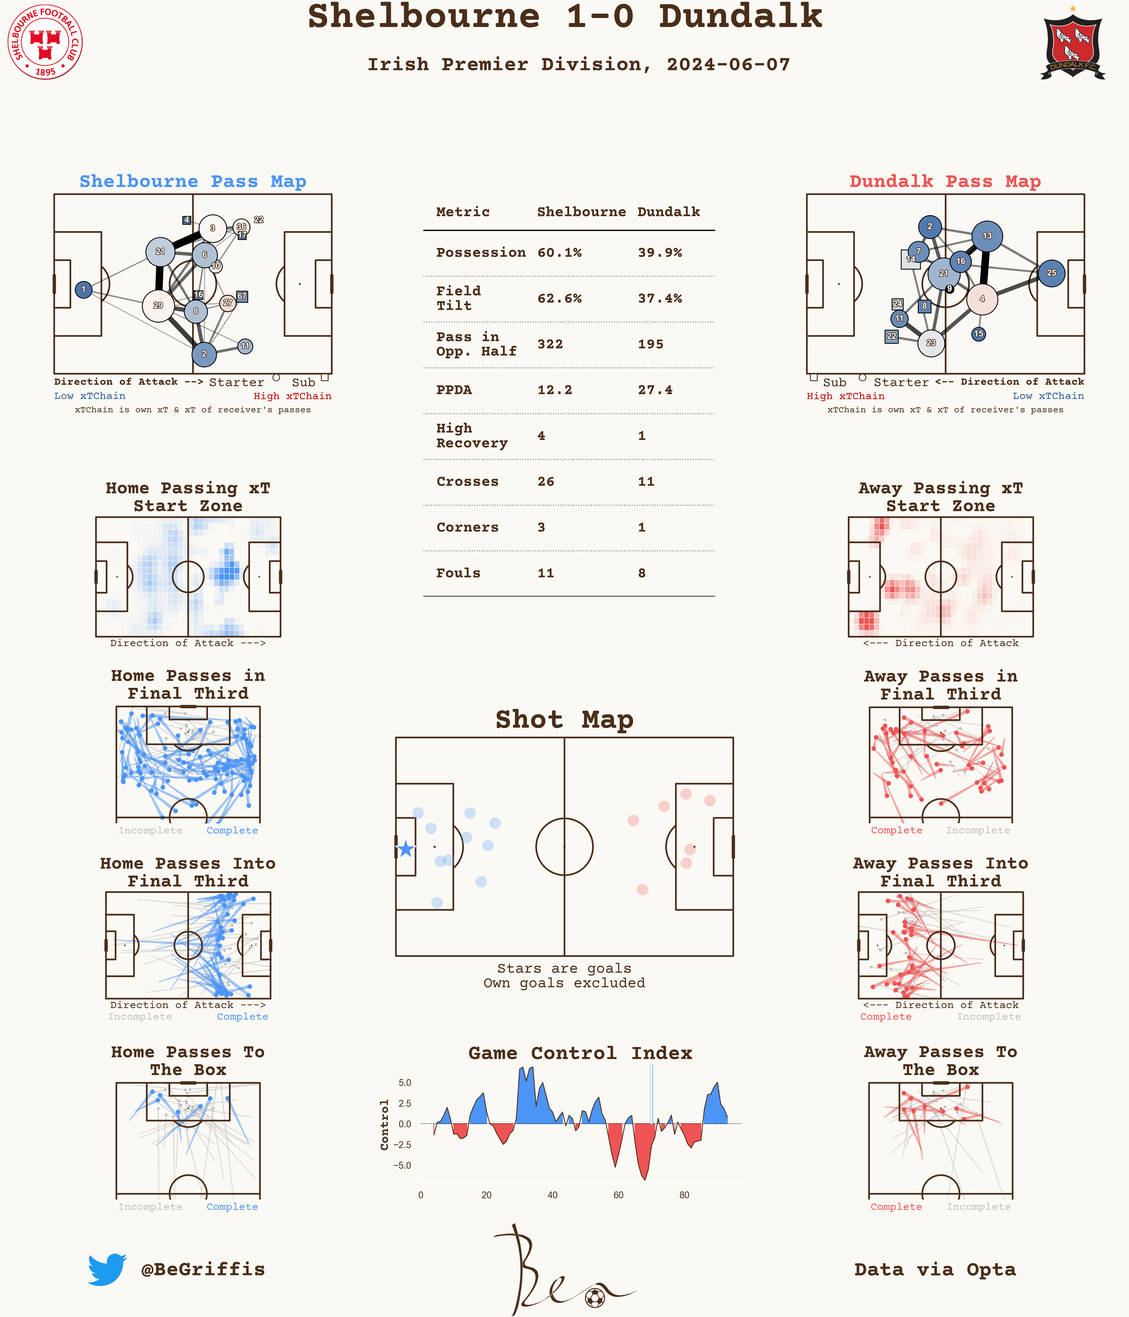 Shelbourne 1-0 Dundalk
Irish Premier Division, 2024-06-07
SHELBOURNE FOOTBALL CLUB
1895
DUNDALK F.C.
Shelbourne Pass Map
4
3
36
22
17
21
6
10
1
16
67
29
27
8
2
11
Direction of Attack --> Starter Sub
Low xTChain High xTChain
xTChain is own xT & xT of receiver's passes
Metric Shelbourne Dundalk
Possession 60.1% 39.9%
Field Tilt 62.6% 37.4%
Pass in Opp. Half 322 195
PPDA 12.2 27.4
High Recovery 4 1
Crosses 26 11
Corners 3 1
Fouls 11 8
Dundalk Pass Map
2
13
7
14
16
21
25
9
4
24
8
11
22
23
15
Sub Starter <-- Direction of Attack
High xTChain Low xTChain
xTChain is own xT & xT of receiver's passes
Home Passing xT
Start Zone
Direction of Attack --->
Away Passing xT
Start Zone
<--- Direction of Attack
Home Passes in
Final Third
Incomplete Complete
Away Passes in
Final Third
Complete Incomplete
Shot Map
Stars are goals
Own goals excluded
Home Passes Into
Final Third
Direction of Attack --->
Incomplete Complete
Away Passes Into
Final Third
<--- Direction of Attack
Complete Incomplete
Home Passes To
The Box
Incomplete Complete
Game Control Index
Control
5.0
2.5
0.0
−2.5
−5.0
0 20 40 60 80
Away Passes To
The Box
Complete Incomplete
@BeGriffis
Ben
Data via Opta